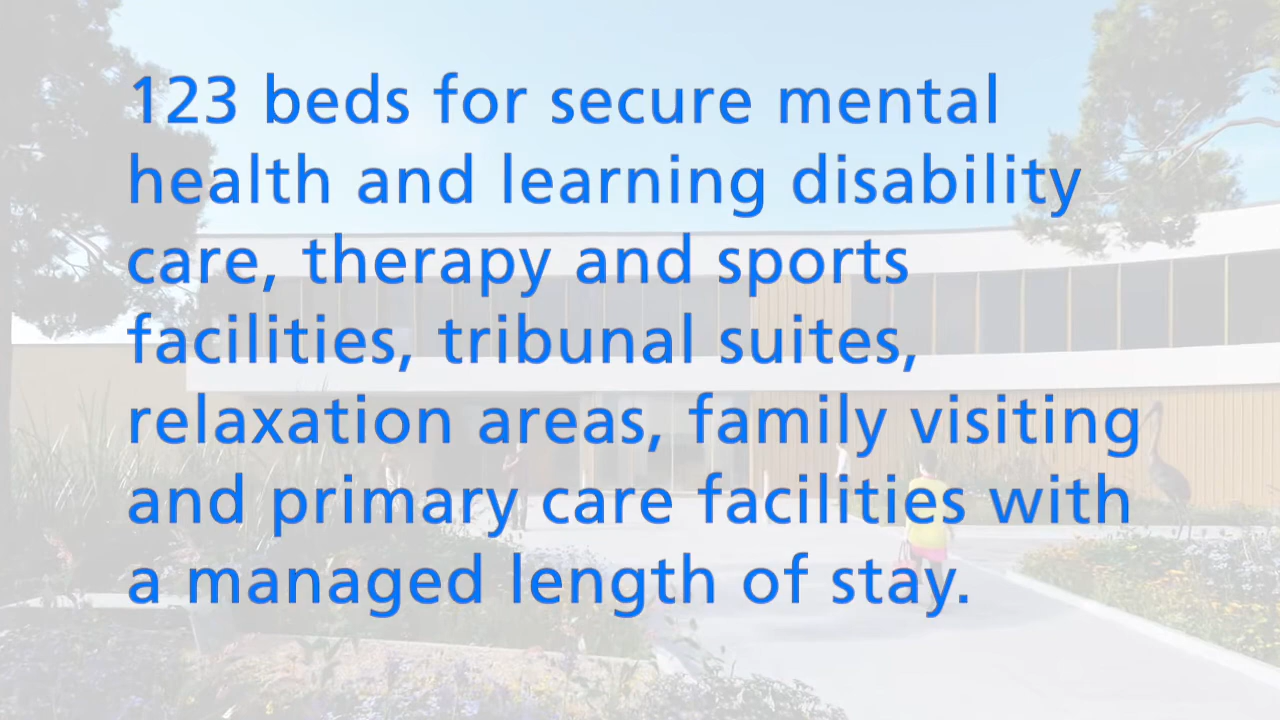 123 beds for secure mental
health and learning disability
care, therapy and sports
facilities, tribunal suites,
relaxation areas, family visiting
and primary care facilities with
a managed length of stay.